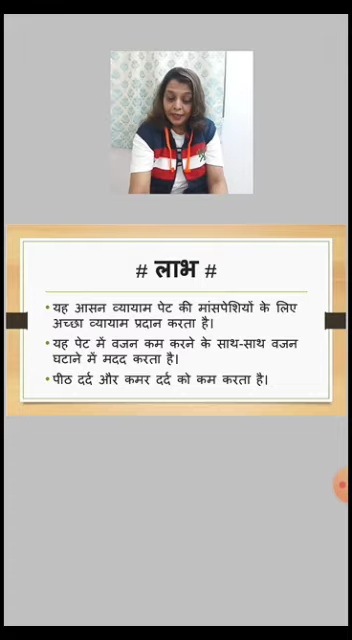 # लाभ #
• यह आसन व्यायाम पेट की मांसपेशियों के लिए
अच्छा व्यायाम प्रदान करता है।
• यह पेट में वजन कम करने के साथ-साथ वजन
घटाने में मदद करता है।
• पीठ दर्द और कमर दर्द को कम करता है।